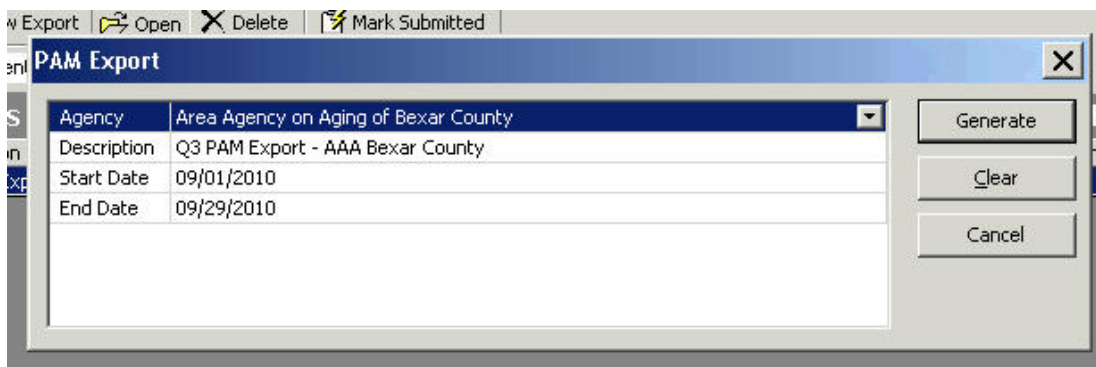 w Export Open Delete Mark Submitted
PAM Export
Agency Area Agency on Aging of Bexar County Generate
Description Q3 PAM Export - AAA Bexar County
Start Date 09/01/2010 Clear
End Date 09/29/2010
Cancel